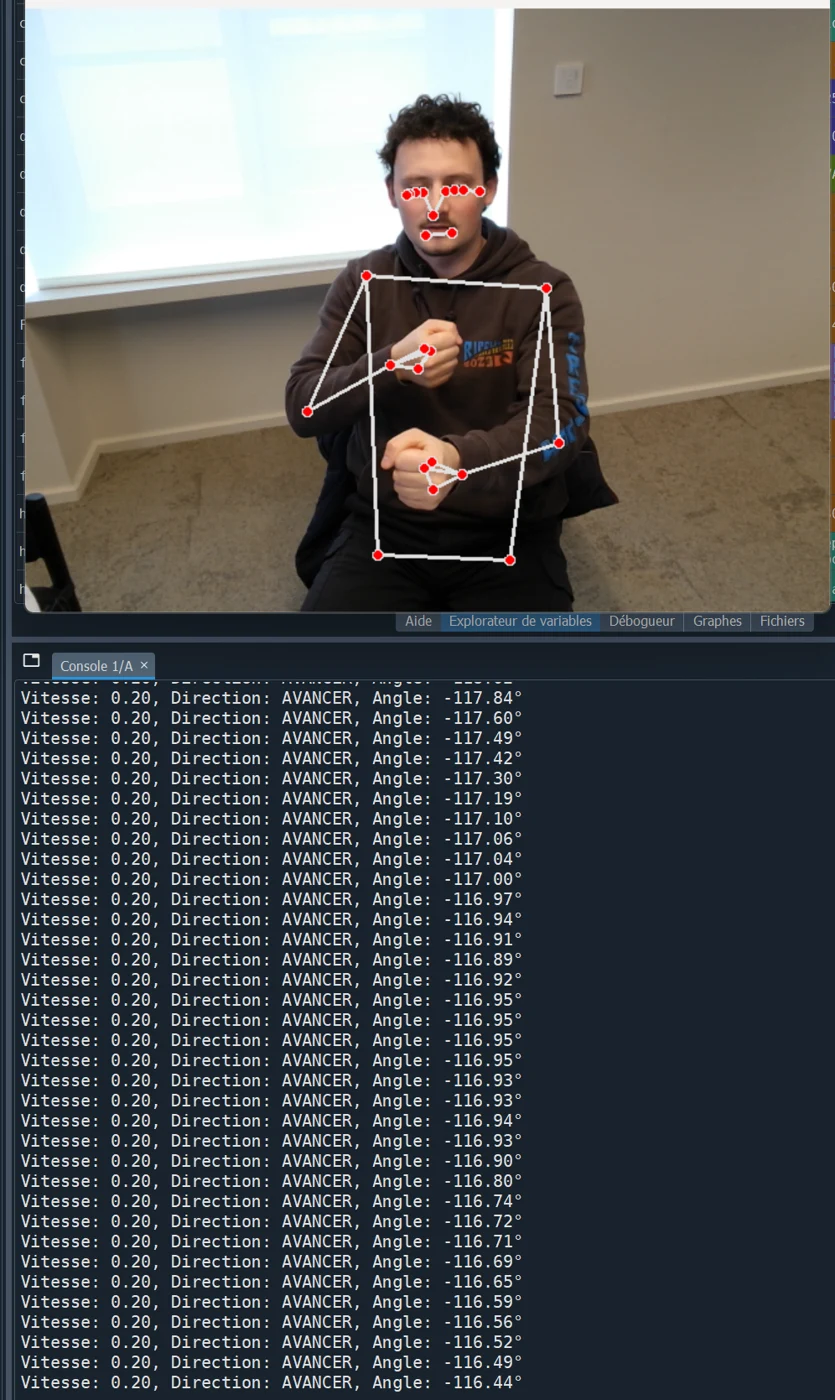 Aide Explorateur de variables Débogueur Graphes Fichiers
Console 1/A ×
Vitesse: 0.20, Direction: AVANCER, Angle: -117.84°
Vitesse: 0.20, Direction: AVANCER, Angle: -117.60°
Vitesse: 0.20, Direction: AVANCER, Angle: -117.49°
Vitesse: 0.20, Direction: AVANCER, Angle: -117.42°
Vitesse: 0.20, Direction: AVANCER, Angle: -117.30°
Vitesse: 0.20, Direction: AVANCER, Angle: -117.19°
Vitesse: 0.20, Direction: AVANCER, Angle: -117.10°
Vitesse: 0.20, Direction: AVANCER, Angle: -117.06°
Vitesse: 0.20, Direction: AVANCER, Angle: -117.04°
Vitesse: 0.20, Direction: AVANCER, Angle: -117.00°
Vitesse: 0.20, Direction: AVANCER, Angle: -116.97°
Vitesse: 0.20, Direction: AVANCER, Angle: -116.94°
Vitesse: 0.20, Direction: AVANCER, Angle: -116.91°
Vitesse: 0.20, Direction: AVANCER, Angle: -116.89°
Vitesse: 0.20, Direction: AVANCER, Angle: -116.92°
Vitesse: 0.20, Direction: AVANCER, Angle: -116.95°
Vitesse: 0.20, Direction: AVANCER, Angle: -116.95°
Vitesse: 0.20, Direction: AVANCER, Angle: -116.95°
Vitesse: 0.20, Direction: AVANCER, Angle: -116.95°
Vitesse: 0.20, Direction: AVANCER, Angle: -116.93°
Vitesse: 0.20, Direction: AVANCER, Angle: -116.93°
Vitesse: 0.20, Direction: AVANCER, Angle: -116.94°
Vitesse: 0.20, Direction: AVANCER, Angle: -116.93°
Vitesse: 0.20, Direction: AVANCER, Angle: -116.90°
Vitesse: 0.20, Direction: AVANCER, Angle: -116.80°
Vitesse: 0.20, Direction: AVANCER, Angle: -116.74°
Vitesse: 0.20, Direction: AVANCER, Angle: -116.72°
Vitesse: 0.20, Direction: AVANCER, Angle: -116.71°
Vitesse: 0.20, Direction: AVANCER, Angle: -116.69°
Vitesse: 0.20, Direction: AVANCER, Angle: -116.65°
Vitesse: 0.20, Direction: AVANCER, Angle: -116.59°
Vitesse: 0.20, Direction: AVANCER, Angle: -116.56°
Vitesse: 0.20, Direction: AVANCER, Angle: -116.52°
Vitesse: 0.20, Direction: AVANCER, Angle: -116.49°
Vitesse: 0.20, Direction: AVANCER, Angle: -116.44°